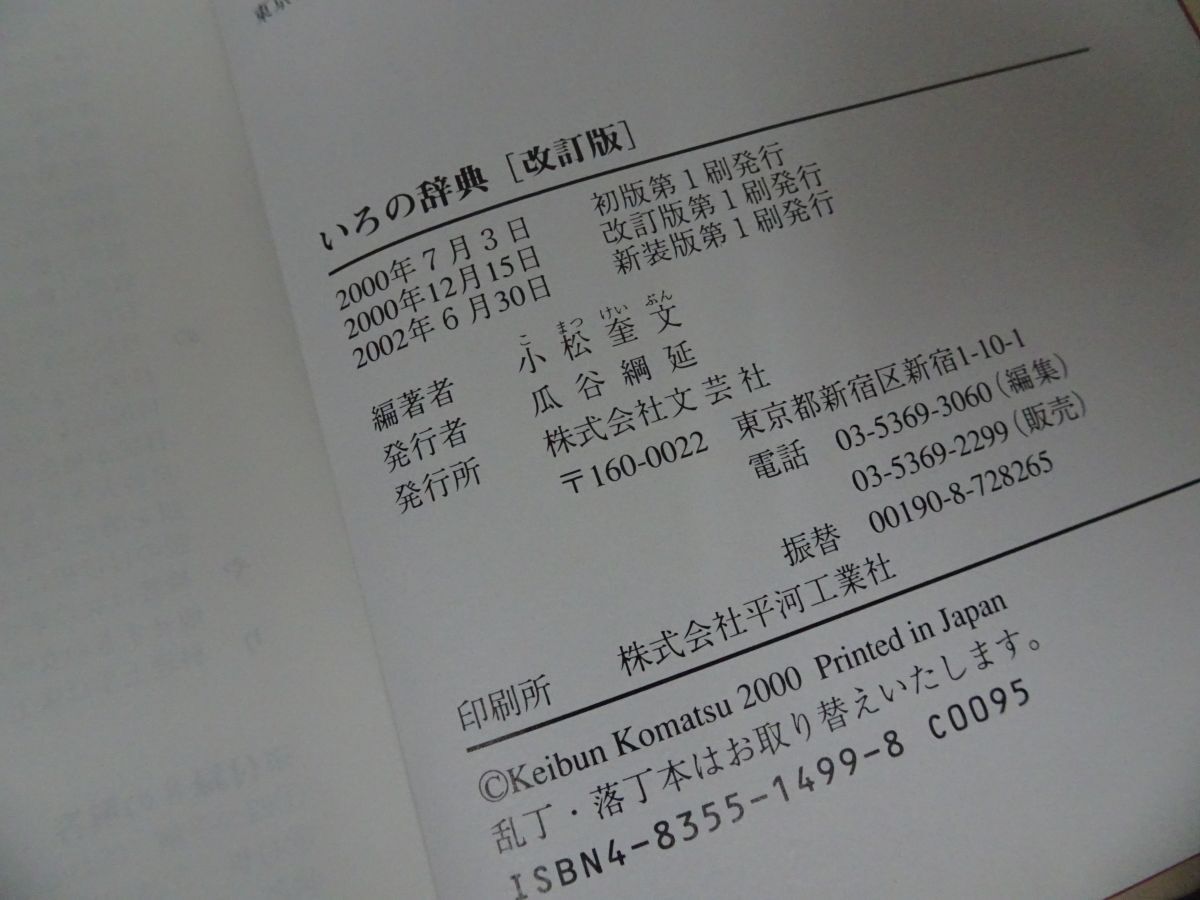 いろの辞典［改訂版］
2000年7月3日 初版第1刷発行
2000年12月15日 改訂版第1刷発行
2002年6月30日 新装版第1刷発行
こ まつ けい ぶん
編著者 小松奎文
発行者 瓜谷綱延
発行所 株式会社文芸社
〒160-0022 東京都新宿区新宿1-10-1
電話 03-5369-3060（編集）
03-5369-2299（販売）
振替 00190-8-728265
印刷所 株式会社平河工業社
©Keibun Komatsu 2000 Printed in Japan
乱丁・落丁本はお取り替えいたします。
ISBN4-8355-1499-8 C0095